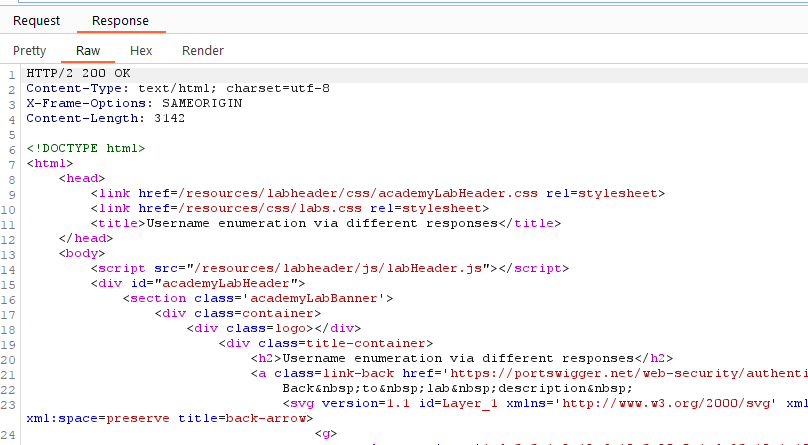 Request Response
Pretty Raw Hex Render
1 HTTP/2 200 OK
2 Content-Type: text/html; charset=utf-8
3 X-Frame-Options: SAMEORIGIN
4 Content-Length: 3142
5
6 <!DOCTYPE html>
7 <html>
8 <head>
9 <link href=/resources/labheader/css/academyLabHeader.css rel=stylesheet>
10 <link href=/resources/css/labs.css rel=stylesheet>
11 <title>Username enumeration via different responses</title>
12 </head>
13 <body>
14 <script src="/resources/labheader/js/labHeader.js"></script>
15 <div id="academyLabHeader">
16 <section class='academyLabBanner'>
17 <div class=container>
18 <div class=logo></div>
19 <div class=title-container>
20 <h2>Username enumeration via different responses</h2>
21 <a class=link-back href='https://portswigger.net/web-security/authenti
22 Back&nbsp;to&nbsp;lab&nbsp;description&nbsp;
23 <svg version=1.1 id=Layer_1 xmlns='http://www.w3.org/2000/svg' xml
xml:space=preserve title=back-arrow>
24 <g>